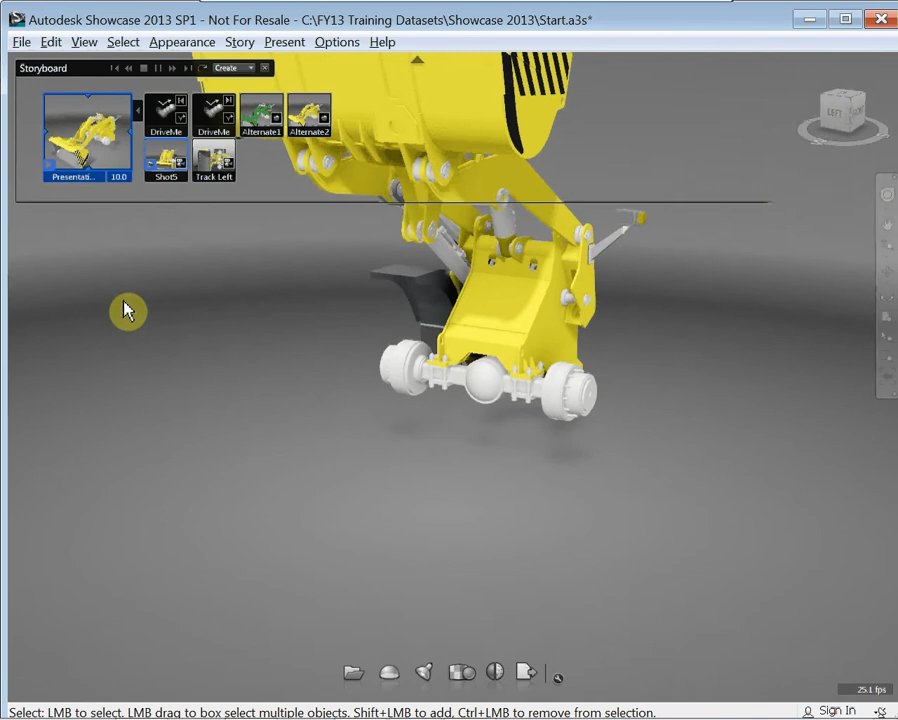 Autodesk Showcase 2013 SP1 - Not For Resale - C:\FY13 Training Datasets\Showcase 2013\Start.a3s*
File Edit View Select Appearance Story Present Options Help
Storyboard Create
DriveMe DriveMe Alternate1 Alternate2
Presentati... 10.0 Shot5 Track Left
LEFT
25.1 fps
Select: LMB to select. LMB drag to box select multiple objects. Shift+LMB to add. Ctrl+LMB to remove from selection. Sign In